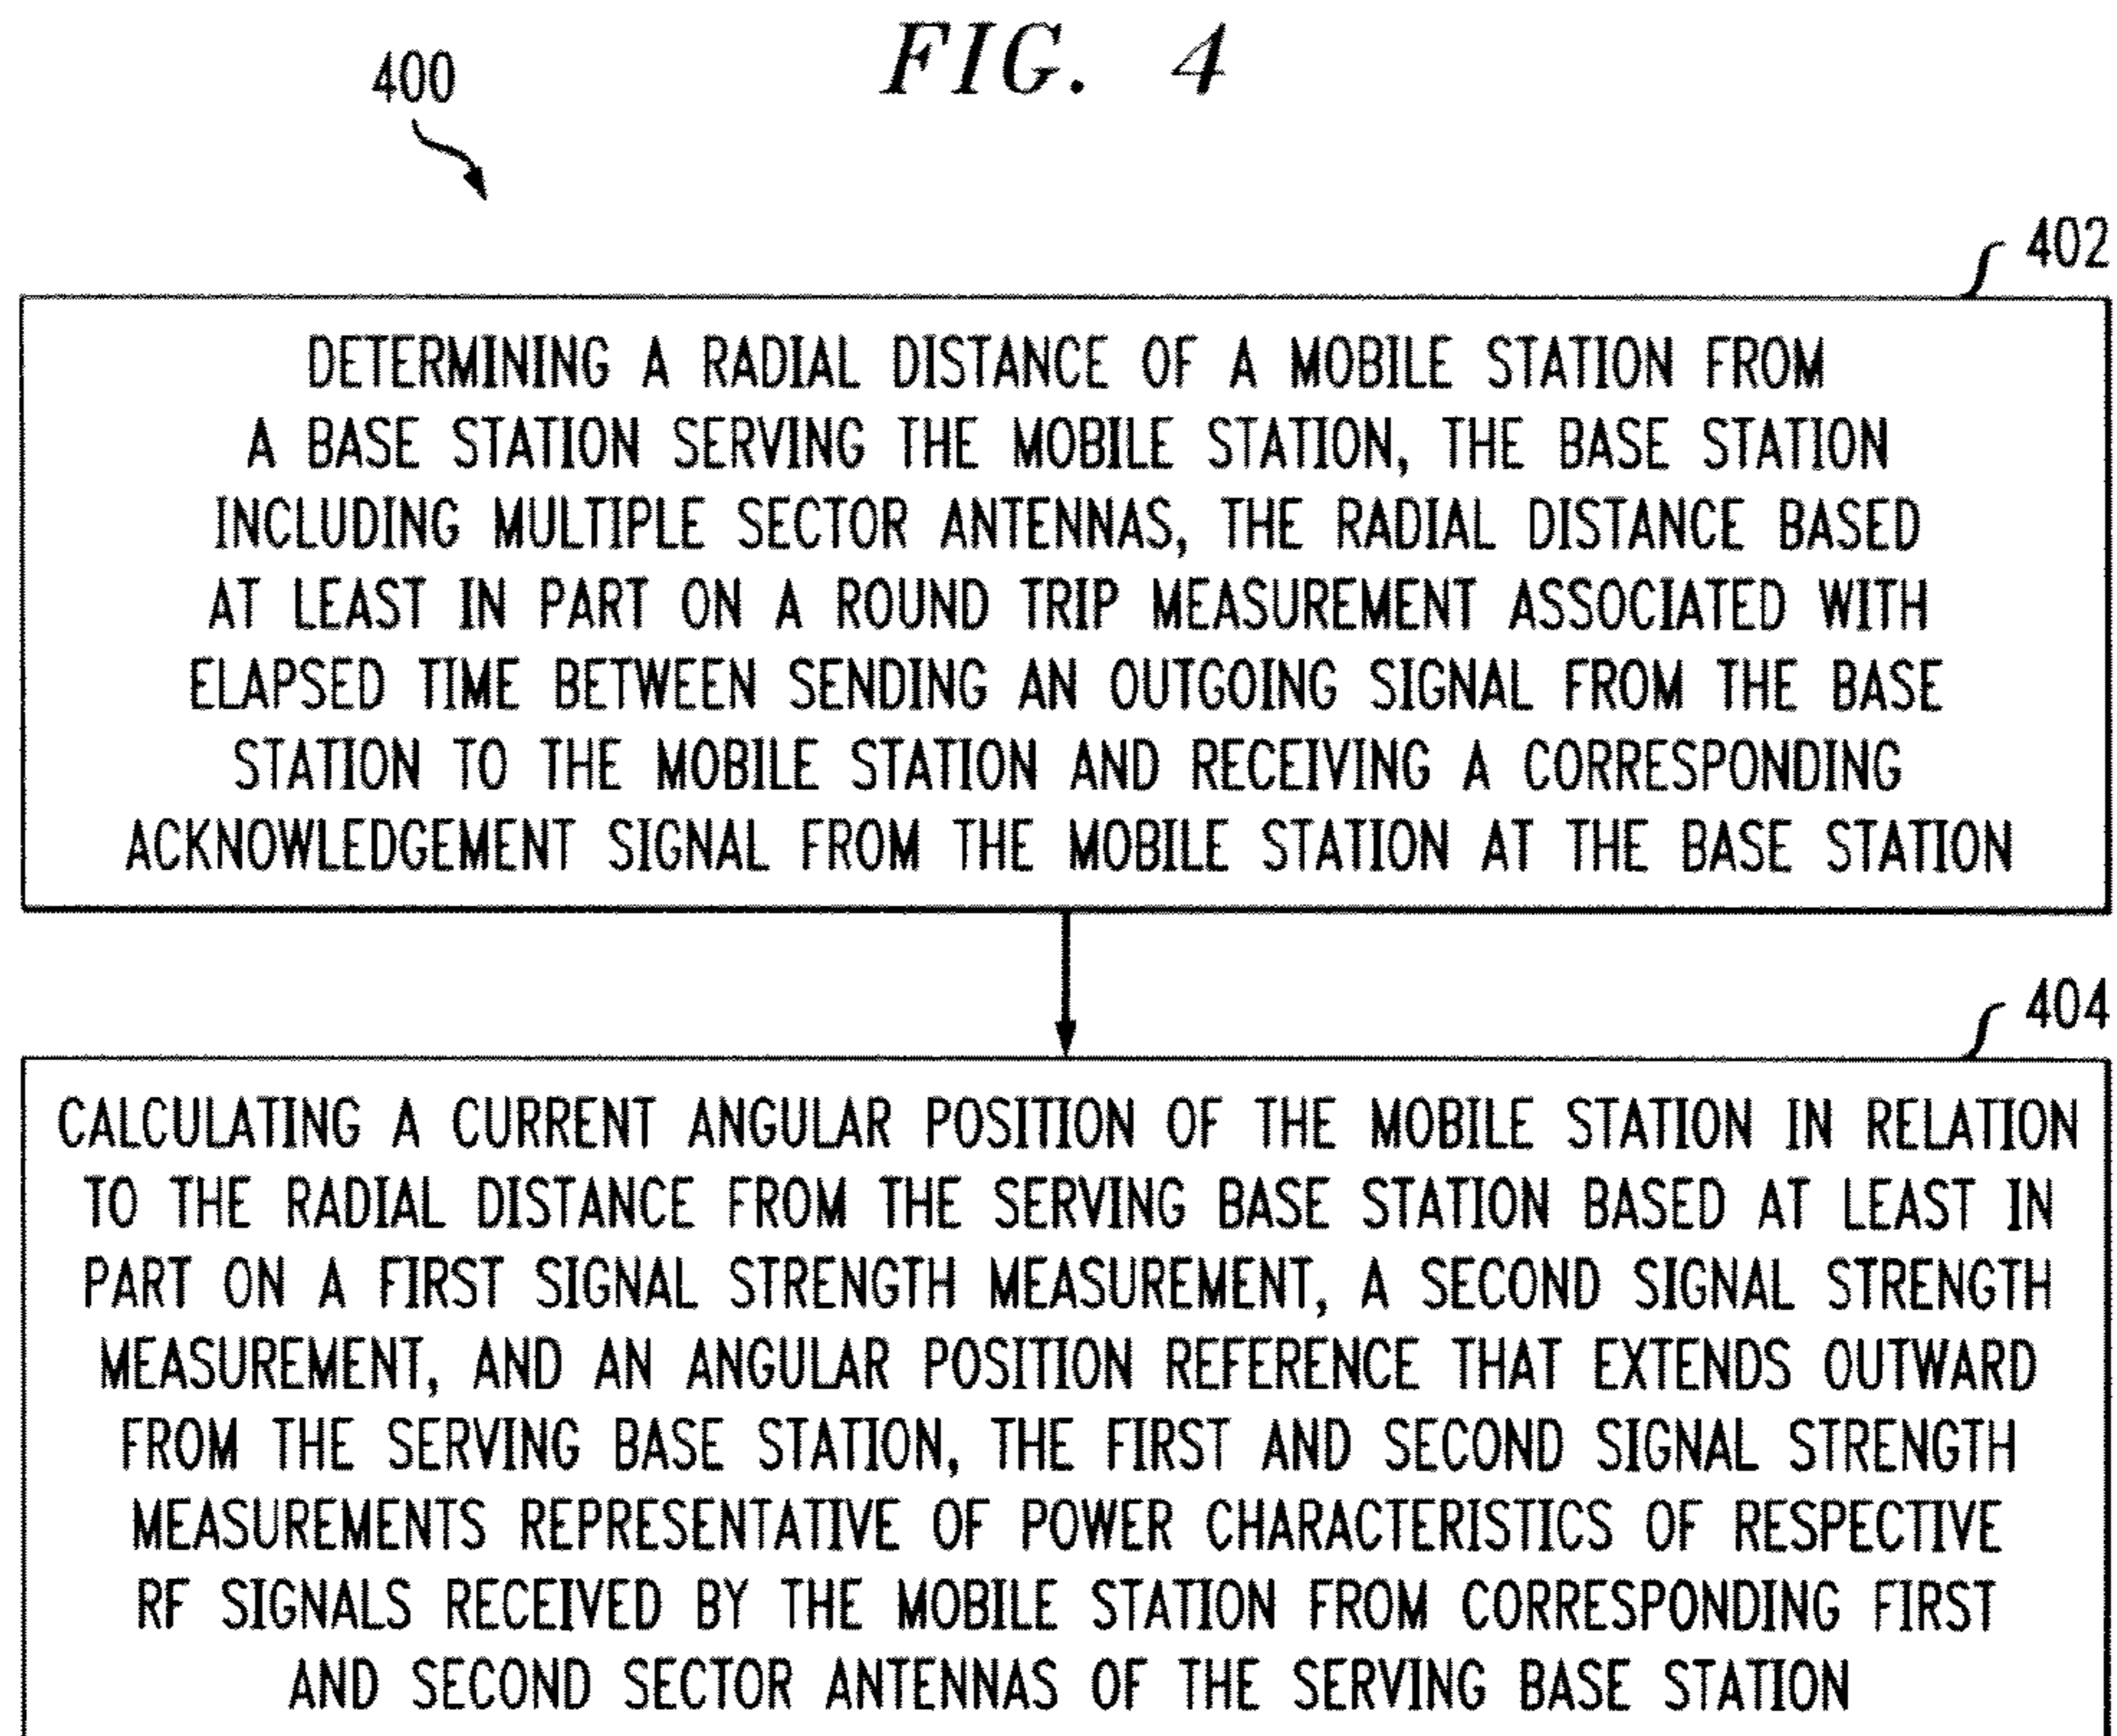 FIG. 4
400
402
DETERMINING A RADIAL DISTANCE OF A MOBILE STATION FROM
A BASE STATION SERVING THE MOBILE STATION, THE BASE STATION
INCLUDING MULTIPLE SECTOR ANTENNAS, THE RADIAL DISTANCE BASED
AT LEAST IN PART ON A ROUND TRIP MEASUREMENT ASSOCIATED WITH
ELAPSED TIME BETWEEN SENDING AN OUTGOING SIGNAL FROM THE BASE
STATION TO THE MOBILE STATION AND RECEIVING A CORRESPONDING
ACKNOWLEDGEMENT SIGNAL FROM THE MOBILE STATION AT THE BASE STATION
404
CALCULATING A CURRENT ANGULAR POSITION OF THE MOBILE STATION IN RELATION
TO THE RADIAL DISTANCE FROM THE SERVING BASE STATION BASED AT LEAST IN
PART ON A FIRST SIGNAL STRENGTH MEASUREMENT, A SECOND SIGNAL STRENGTH
MEASUREMENT, AND AN ANGULAR POSITION REFERENCE THAT EXTENDS OUTWARD
FROM THE SERVING BASE STATION, THE FIRST AND SECOND SIGNAL STRENGTH
MEASUREMENTS REPRESENTATIVE OF POWER CHARACTERISTICS OF RESPECTIVE
RF SIGNALS RECEIVED BY THE MOBILE STATION FROM CORRESPONDING FIRST
AND SECOND SECTOR ANTENNAS OF THE SERVING BASE STATION